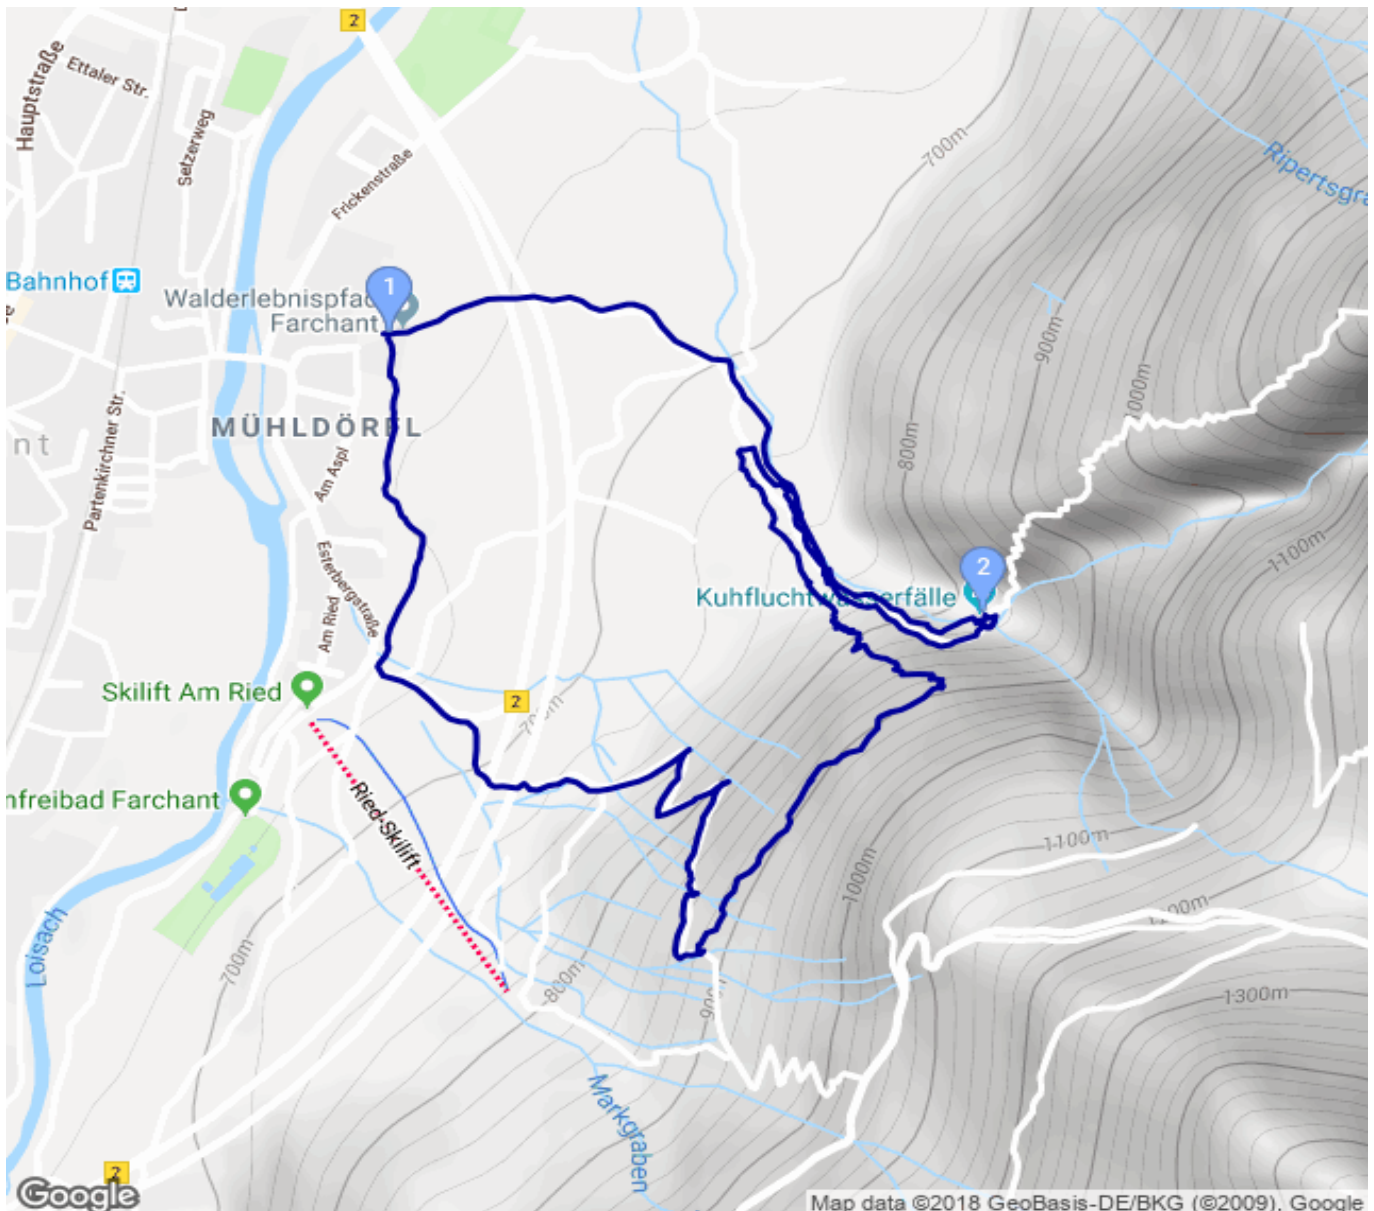 2
Hauptstraße
Ettaler Str.
Setzerweg
Frickenstraße
700m
Ripertsgra
Bahnhof
1
Walderlebnispfad
Farchant
900m
1000m
800m
MÜHLDÖRFL
nt
Am Aspl
Partenkirchner Str.
Esterbergstraße
1100m
2
Kuhfluchtwasserfälle
Am Ried
Skilift Am Ried
2
nfreibad Farchant
Ried-Skilift
1100m
1000m
Loisach
700m
800m
1300m
Markgraben
2
Google
Map data ©2018 GeoBasis-DE/BKG (©2009), Google